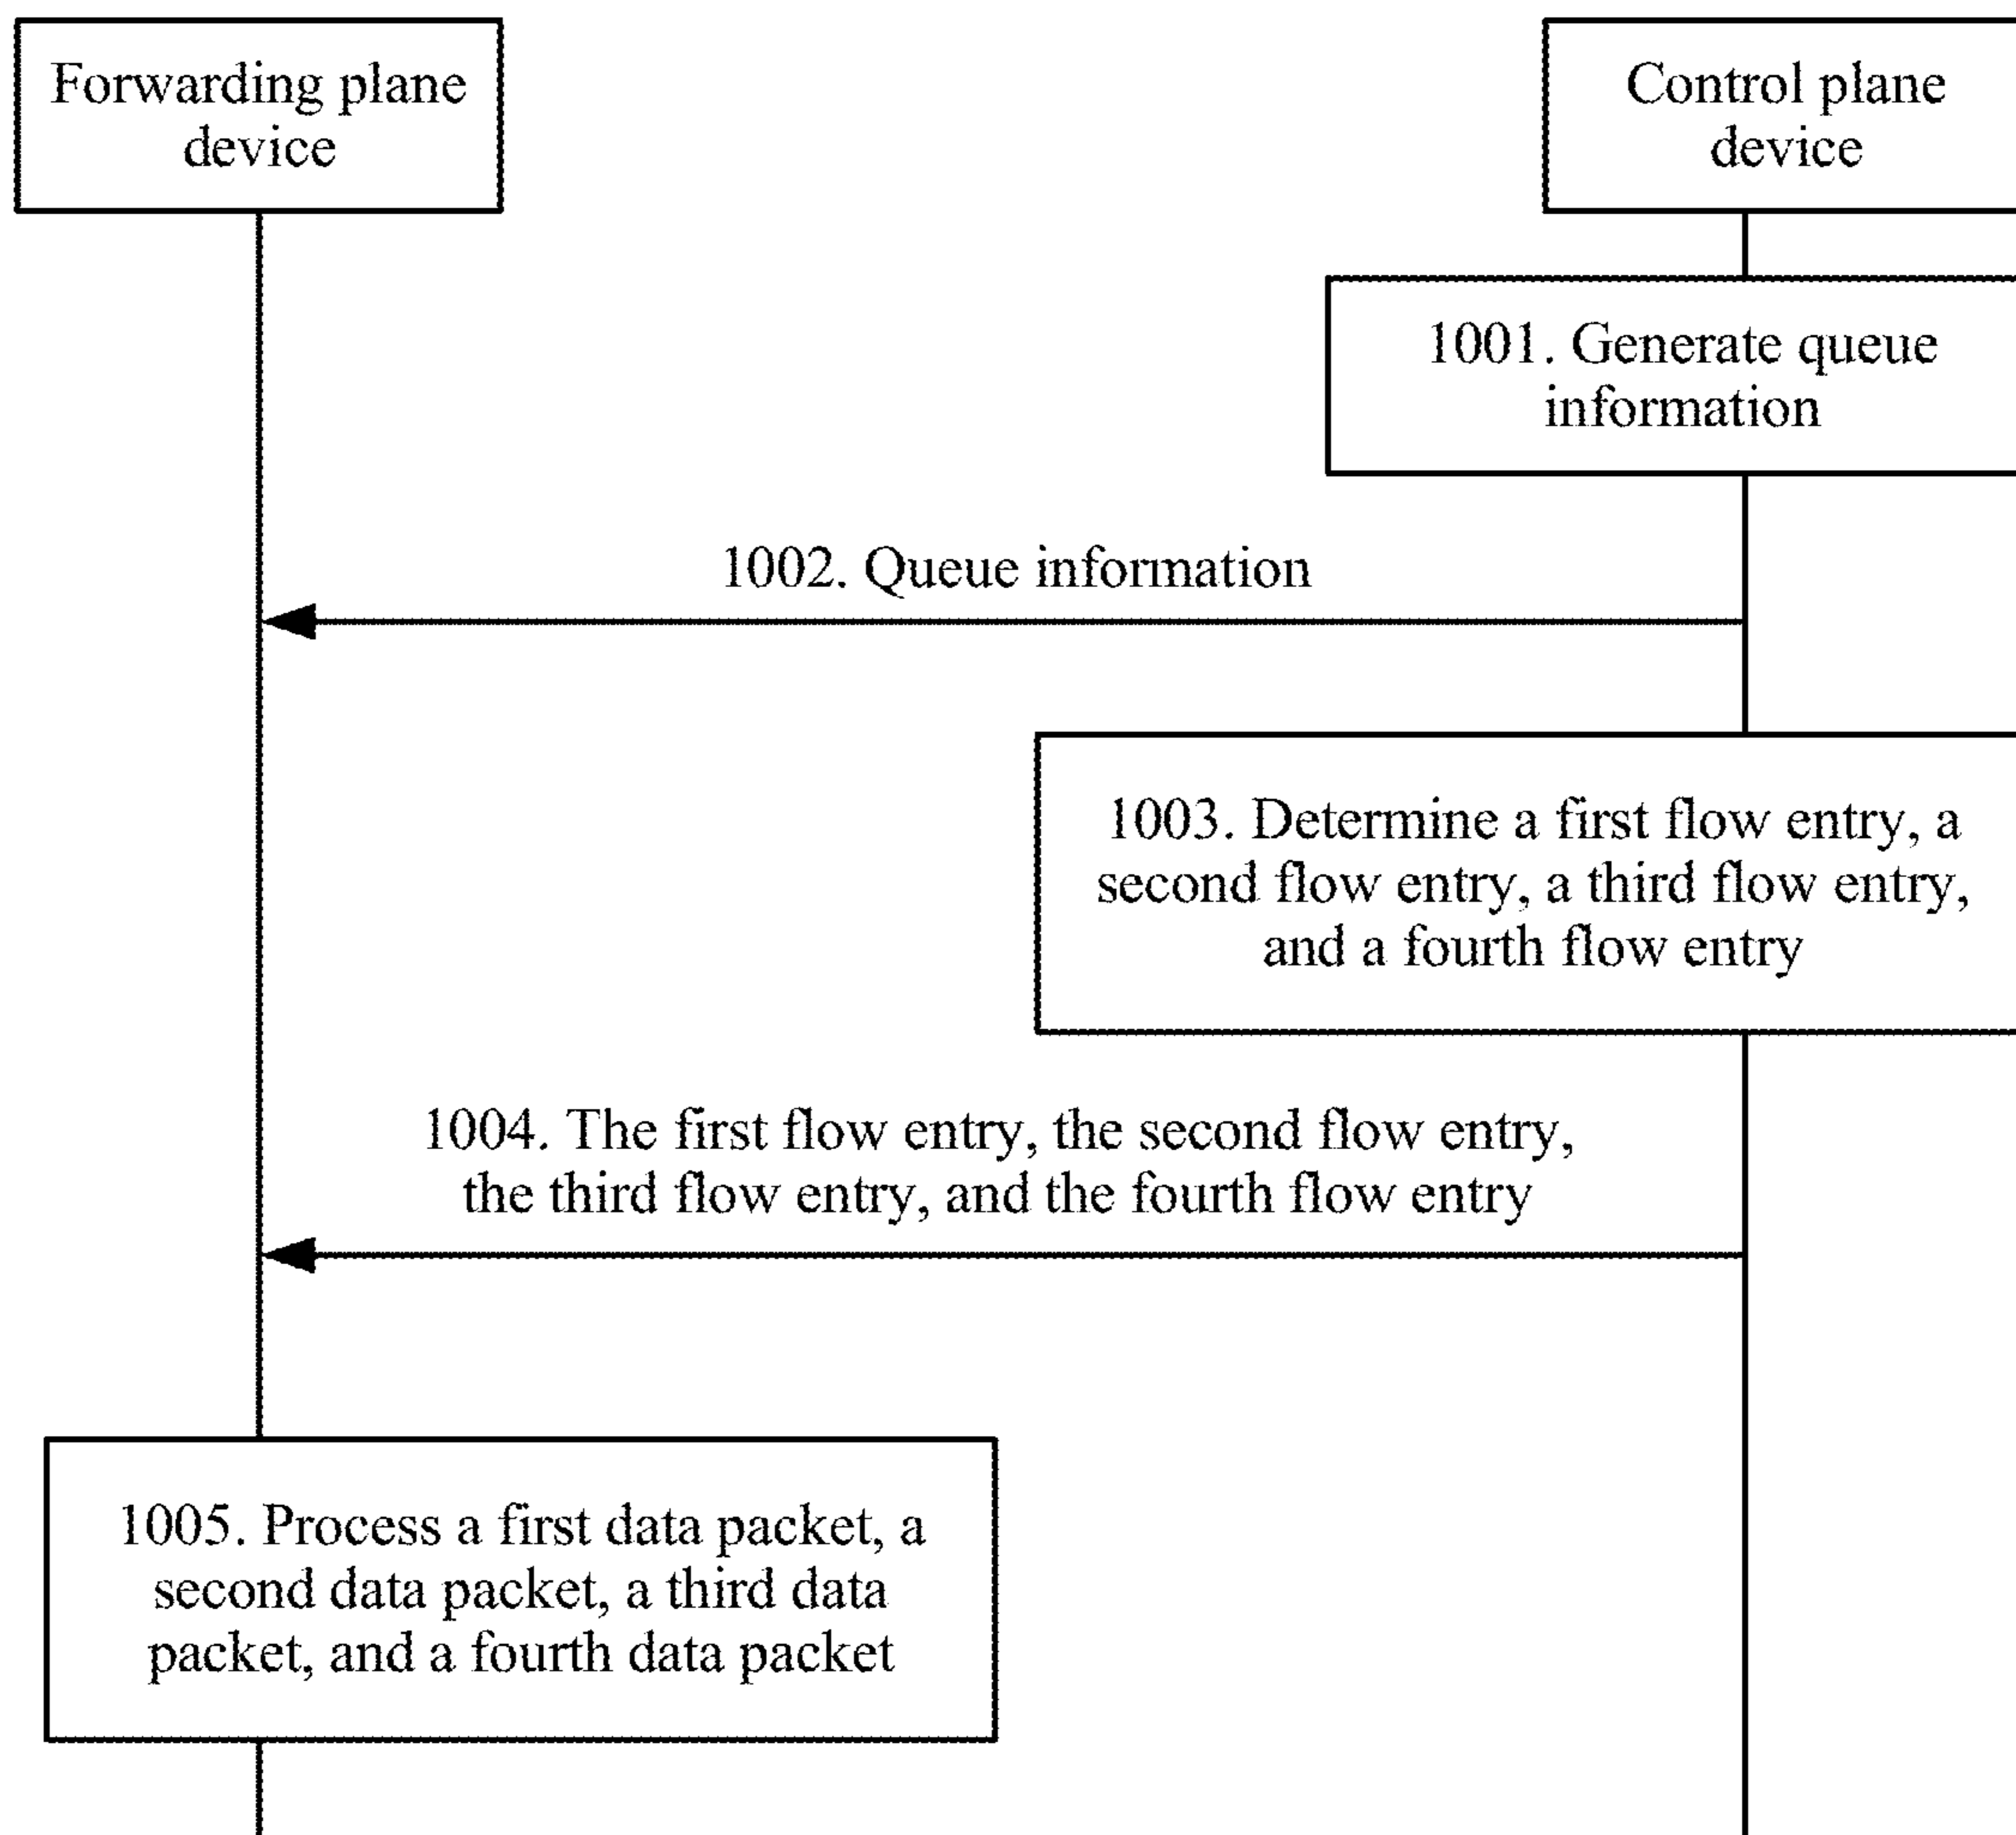 Forwarding plane
device
Control plane
device
1001. Generate queue
information
1002. Queue information
1003. Determine a first flow entry, a
second flow entry, a third flow entry,
and a fourth flow entry
1004. The first flow entry, the second flow entry,
the third flow entry, and the fourth flow entry
1005. Process a first data packet, a
second data packet, a third data
packet, and a fourth data packet